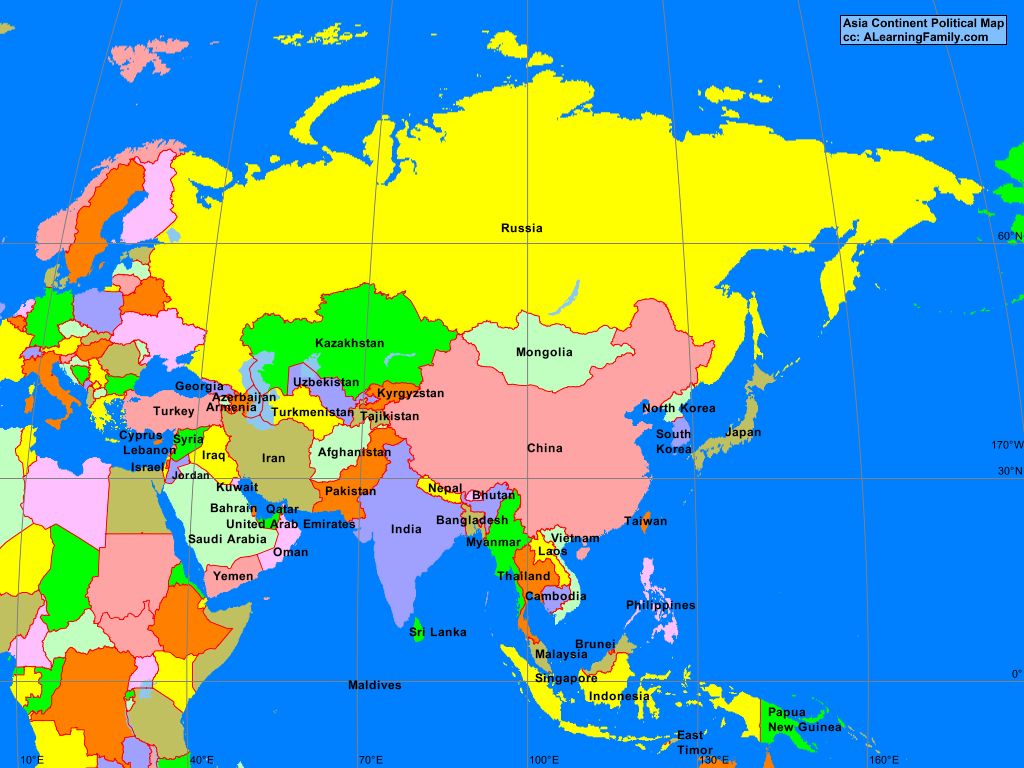 Asia Continent Political Map
cc: ALearningFamily.com
Russia
60°N
Kazakhstan
Mongolia
Georgia
Uzbekistan
Azerbaijan
Kyrgyzstan
Armenia
Turkey
Turkmenistan
Tajikistan
North Korea
Cyprus
Syria
South
Korea
Japan
Lebanon
Iraq
Iran
Afghanistan
China
170°W
Israel
Jordan
30°N
Kuwait
Pakistan
Nepal
Bhutan
Bahrain
Qatar
United Arab Emirates
India
Bangladesh
Taiwan
Saudi Arabia
Myanmar
Vietnam
Oman
Laos
Yemen
Thailand
Cambodia
Philippines
Sri Lanka
Brunei
Malaysia
Maldives
Singapore
0°
Indonesia
Papua
New Guinea
East
Timor
10°E
40°E
70°E
100°E
130°E
160°E